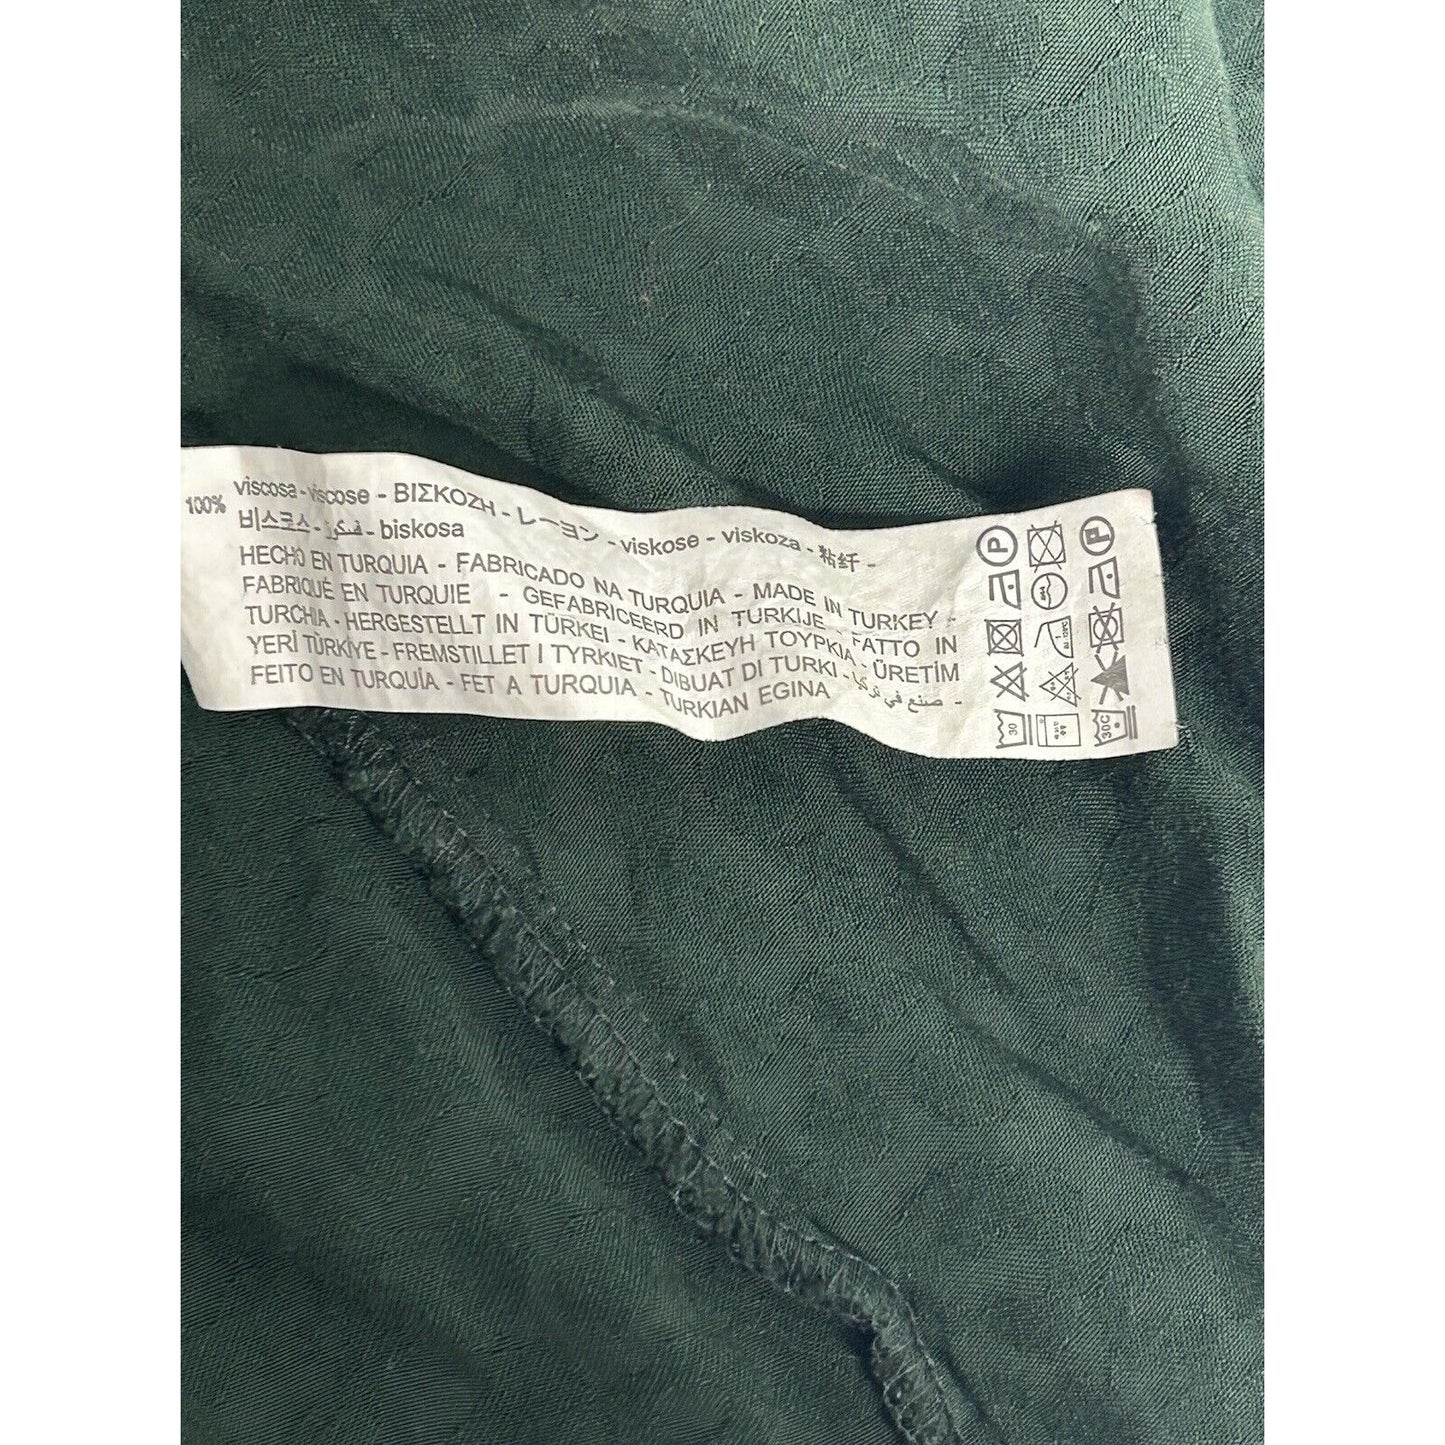 100% viscosa - viscose - ΒΙΣΚΟΖΗ - レーヨン - viskose - viskoza - 粘纤 -
비스코스 - فسكوز - biskosa
HECHO EN TURQUIA - FABRICADO NA TURQUIA - MADE IN TURKEY -
FABRIQUÉ EN TURQUIE - GEFABRICEERD IN TURKIJE - FATTO IN
TURCHIA - HERGESTELLT IN TÜRKEI - ΚΑΤΑΣΚΕΥΗ ΤΟΥΡΚΙΑ - ÜRETİM
YERİ TÜRKİYE - FREMSTILLET I TYRKIET - DIBUAT DI TURKI - صنع في تركيا -
FEITO EN TURQUÍA - FET A TURQUIA - TURKIAN EGINA
P
P
30
30C